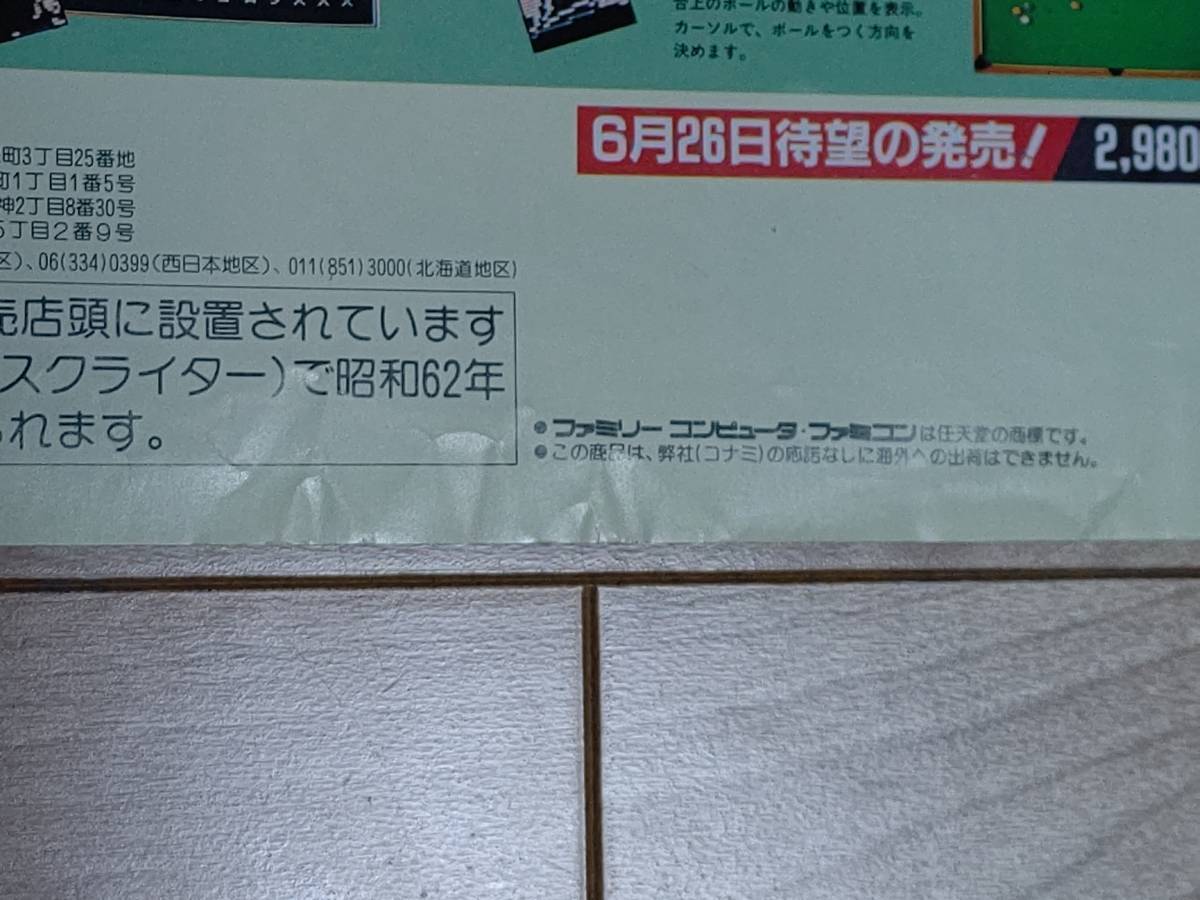 台上のボールの動きや位置を表示。
カーソルで、ボールをつく方向を
決めます。
6月26日待望の発売! 2,980
町3丁目25番地
町1丁目1番5号
神2丁目8番30号
5丁目2番9号
区)、06(334)0399(西日本地区)、011(851)3000(北海道地区)
売店頭に設置されています
スクライター)で昭和62年
れます。
●ファミリー コンピュータ・ファミコンは任天堂の商標です。
●この商品は、弊社(コナミ)の応諾なしに海外への出荷はできません。